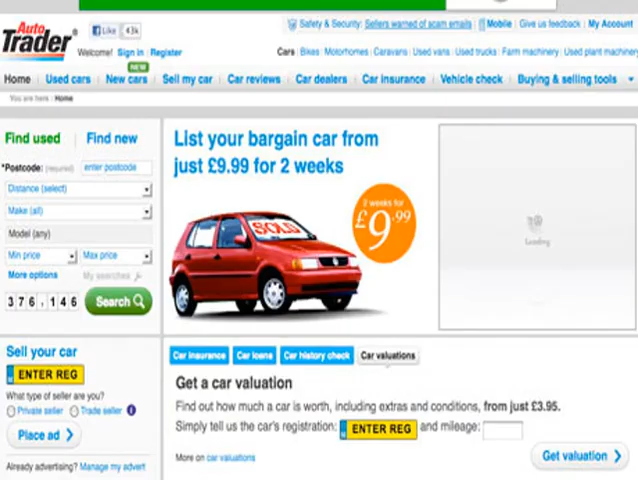 Auto
Trader
Like 43k
Welcome! Sign in Register
Safety & Security: Sellers warned of scam emails Mobile Give us feedback My Account
Cars Bikes Motorhomes Caravans Used vans Used trucks Farm machinery Used plant machinery
NEW
Home Used cars New cars Sell my car Car reviews Car dealers Car insurance Vehicle check Buying & selling tools
You are here: Home
Find used Find new
*Postcode: (required) enter postcode
Distance (select)
Make (all)
Model (any)
Min price Max price
More options My searches
376,146 Search
List your bargain car from
just £9.99 for 2 weeks
SOLD
2 weeks for
£9.99
Loading
Sell your car
ENTER REG
What type of seller are you?
Private seller Trade seller
Place ad
Already advertising? Manage my advert
Car insurance Car loans Car history check Car valuations
Get a car valuation
Find out how much a car is worth, including extras and conditions, from just £3.95.
Simply tell us the car's registration: ENTER REG and mileage:
More on car valuations
Get valuation